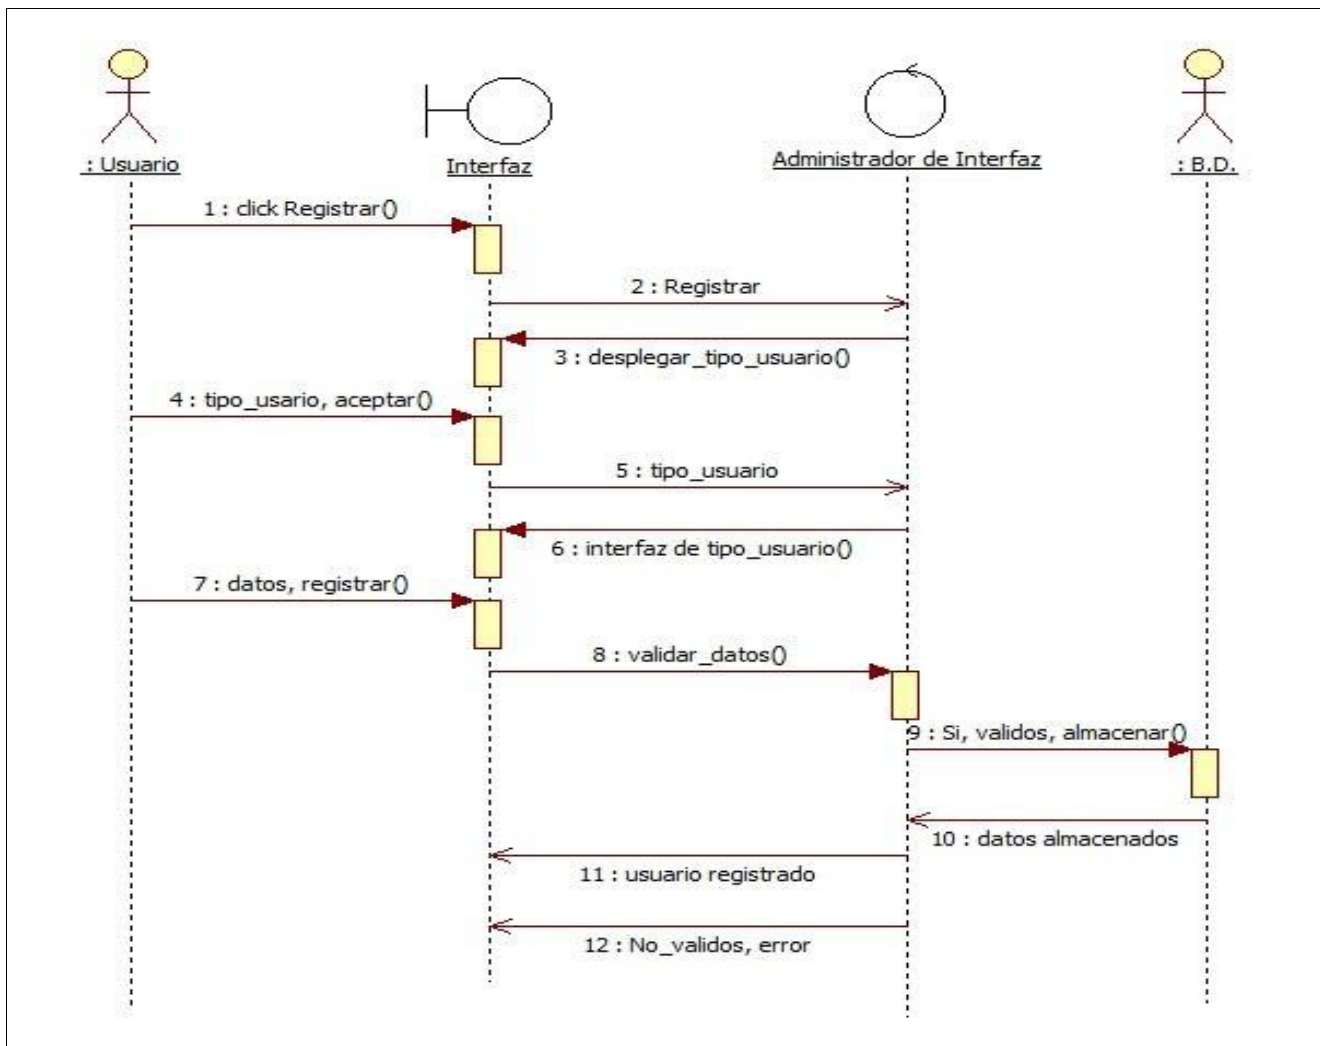 : Usuario
Interfaz
Administrador de Interfaz
: B.D.
1 : click Registrar()
2 : Registrar
3 : desplegar_tipo_usuario()
4 : tipo_usario, aceptar()
5 : tipo_usuario
6 : interfaz de tipo_usuario()
7 : datos, registrar()
8 : validar_datos()
9 : Si, validos, almacenar()
10 : datos almacenados
11 : usuario registrado
12 : No_validos, error